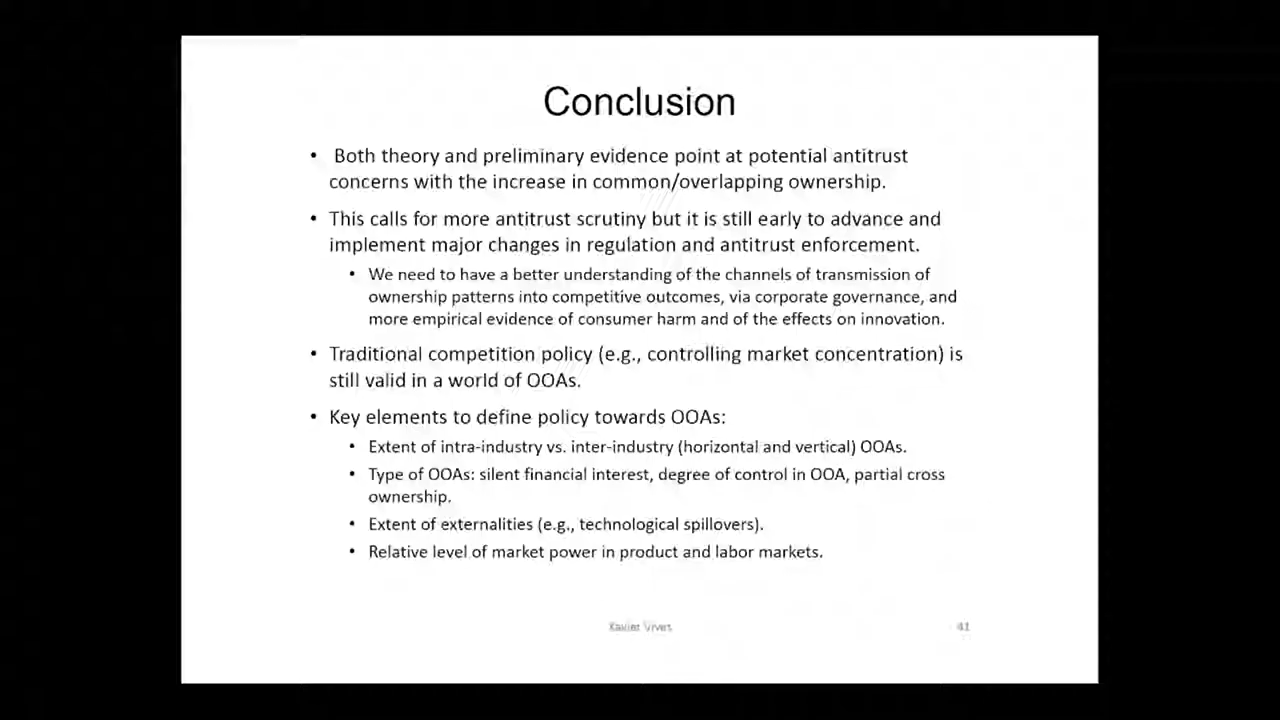 Conclusion
• Both theory and preliminary evidence point at potential antitrust
concerns with the increase in common/overlapping ownership.
• This calls for more antitrust scrutiny but it is still early to advance and
implement major changes in regulation and antitrust enforcement.
• We need to have a better understanding of the channels of transmission of
ownership patterns into competitive outcomes, via corporate governance, and
more empirical evidence of consumer harm and of the effects on innovation.
• Traditional competition policy (e.g., controlling market concentration) is
still valid in a world of OOAs.
• Key elements to define policy towards OOAs:
• Extent of intra-industry vs. inter-industry (horizontal and vertical) OOAs.
• Type of OOAs: silent financial interest, degree of control in OOA, partial cross
ownership.
• Extent of externalities (e.g., technological spillovers).
• Relative level of market power in product and labor markets.
Xavier Vives
41